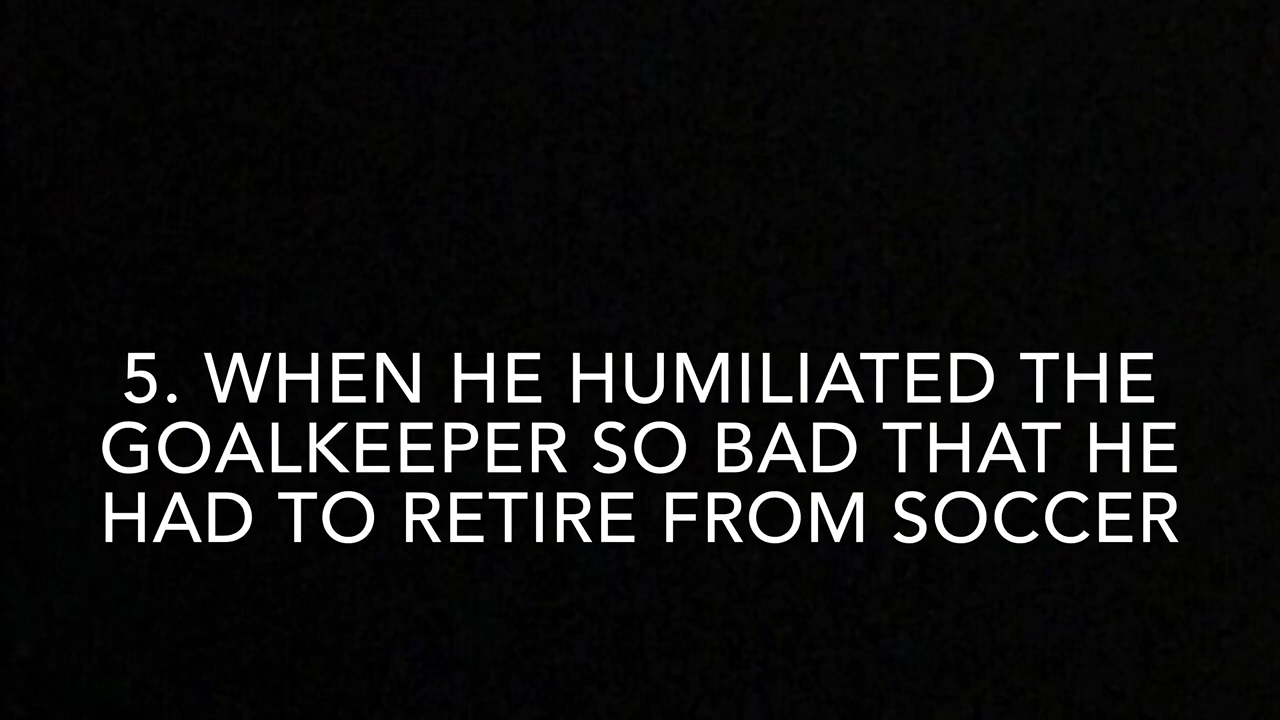 5. WHEN HE HUMILIATED THE
GOALKEEPER SO BAD THAT HE
HAD TO RETIRE FROM SOCCER